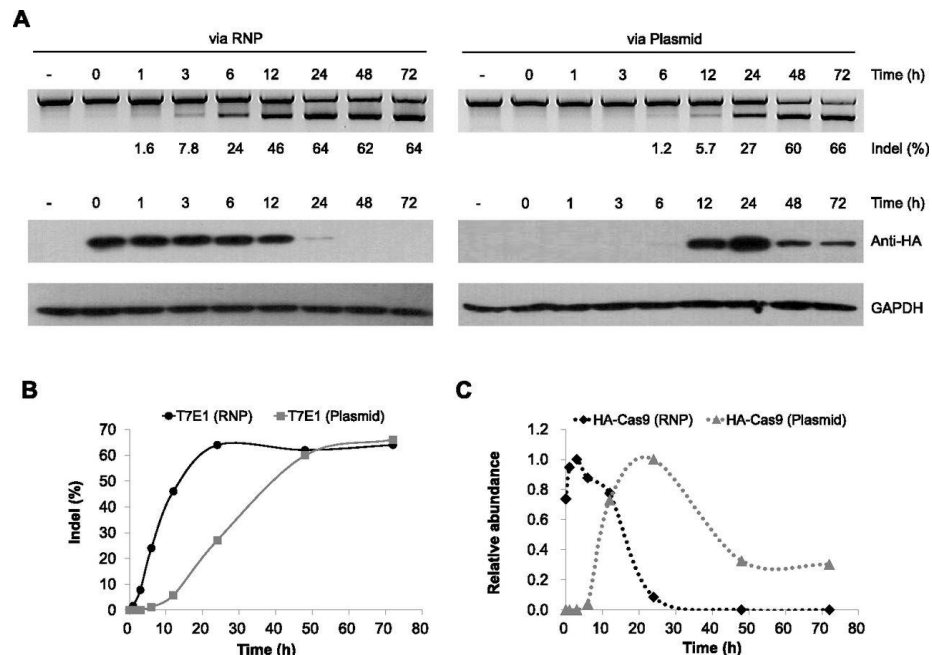 A
via RNP
via Plasmid
- 0 1 3 6 12 24 48 72
- 0 1 3 6 12 24 48 72 Time (h)
1.6 7.8 24 46 64 62 64
1.2 5.7 27 60 66 Indel (%)
- 0 1 3 6 12 24 48 72
- 0 1 3 6 12 24 48 72 Time (h)
Anti-HA
GAPDH
B
T7E1 (RNP) T7E1 (Plasmid)
Indel (%)
70
60
50
40
30
20
10
0
0 10 20 30 40 50 60 70 80
Time (h)
C
HA-Cas9 (RNP) HA-Cas9 (Plasmid)
Relative abundance
1.2
1.0
0.8
0.6
0.4
0.2
0.0
0 10 20 30 40 50 60 70 80
Time (h)